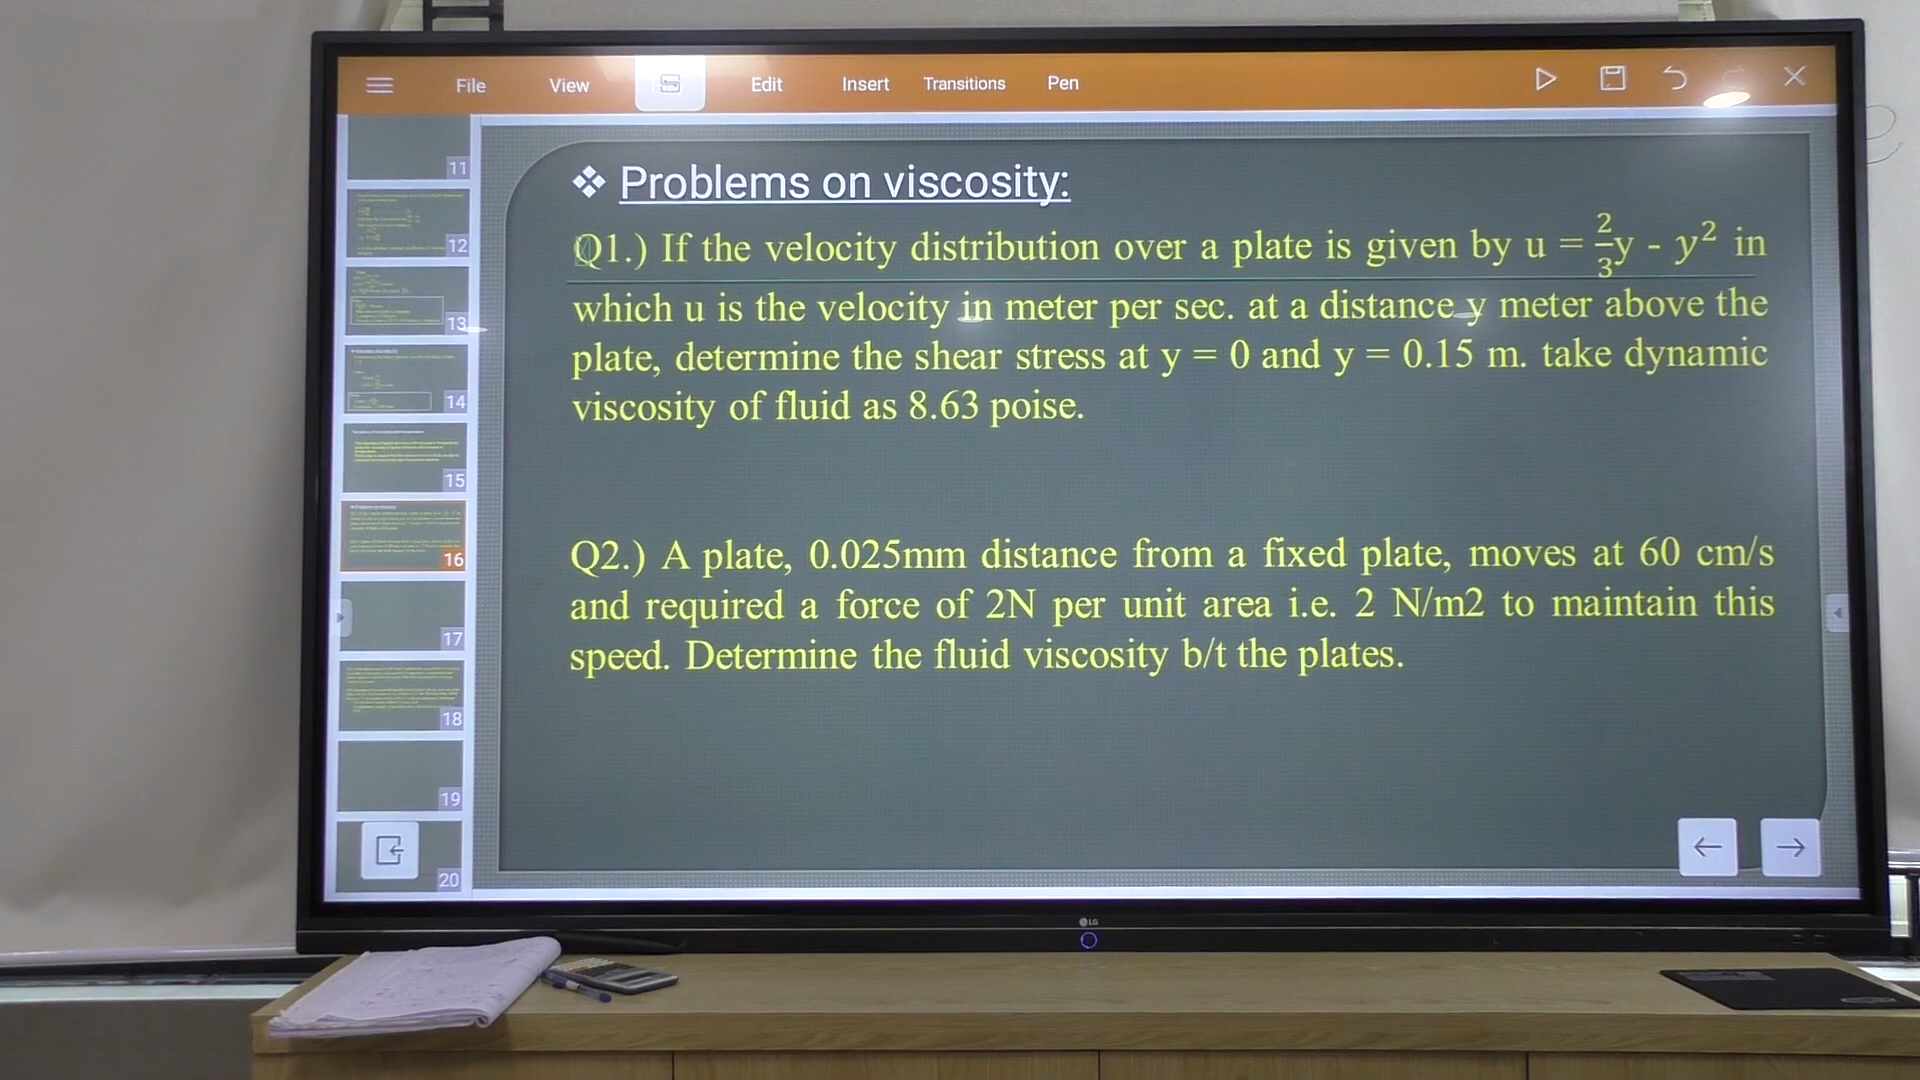 File View Edit Insert Transitions Pen
11
12
13
14
15
16
17
18
19
20
❖ Problems on viscosity:
Q1.) If the velocity distribution over a plate is given by u = 2/3 y - y² in
which u is the velocity in meter per sec. at a distance y meter above the
plate, determine the shear stress at y = 0 and y = 0.15 m. take dynamic
viscosity of fluid as 8.63 poise.
Q2.) A plate, 0.025mm distance from a fixed plate, moves at 60 cm/s
and required a force of 2N per unit area i.e. 2 N/m2 to maintain this
speed. Determine the fluid viscosity b/t the plates.
LG